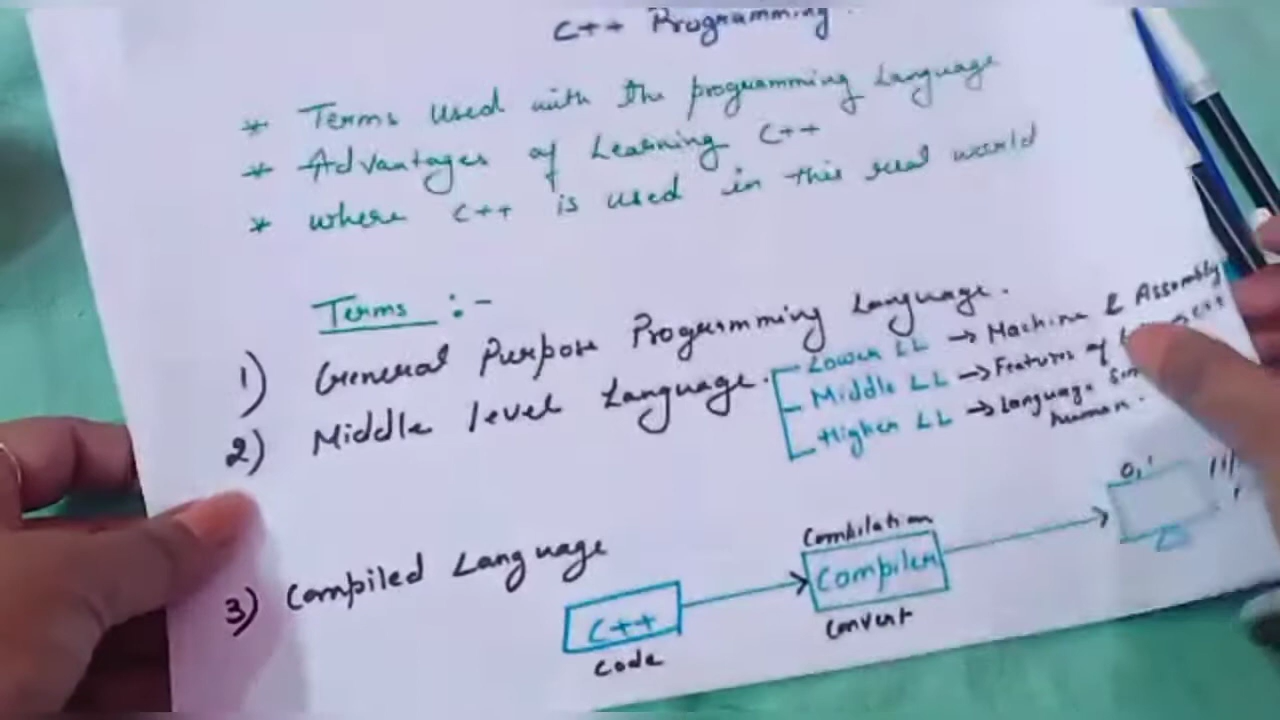 C++ Programming.
* Terms used with the programming Language
* Advantages of Learning C++
* where C++ is used in this real world
Terms :-
1) General Purpose Programming Language.
2) Middle level Language.
Lower LL → Machine & Assembly
Middle LL → Features of
Higher LL → Language
human.
3) Compiled Language
C++
Code
Compilation
Compiler
Convert
0,1